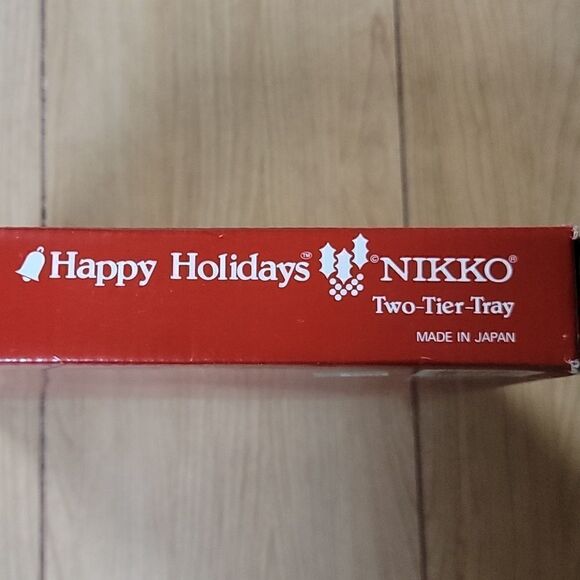 Happy Holidays™ © NIKKO®
Two-Tier-Tray
MADE IN JAPAN